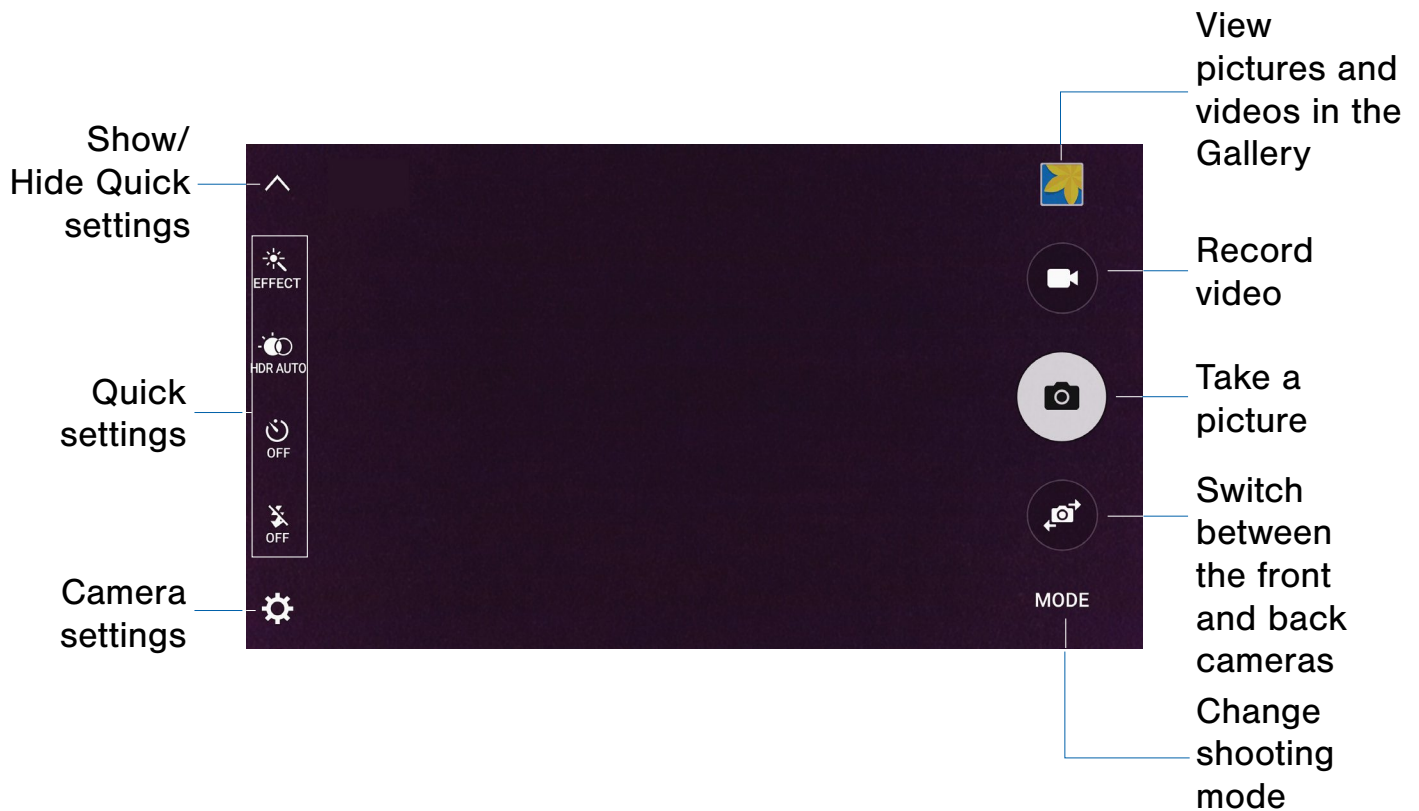 View
pictures and
videos in the
Gallery
Show/
Hide Quick
settings
EFFECT
Record
video
HDR AUTO
Quick
settings
OFF
Take a
picture
OFF
Switch
between
the front
and back
cameras
Camera
settings
MODE
Change
shooting
mode